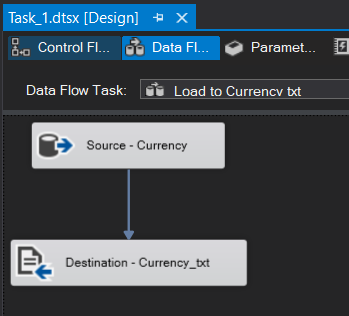 Task_1.dtsx [Design]
Control Fl...
Data Fl...
Paramet...
Data Flow Task:
Load to Currency txt
Source - Currency
Destination - Currency_txt